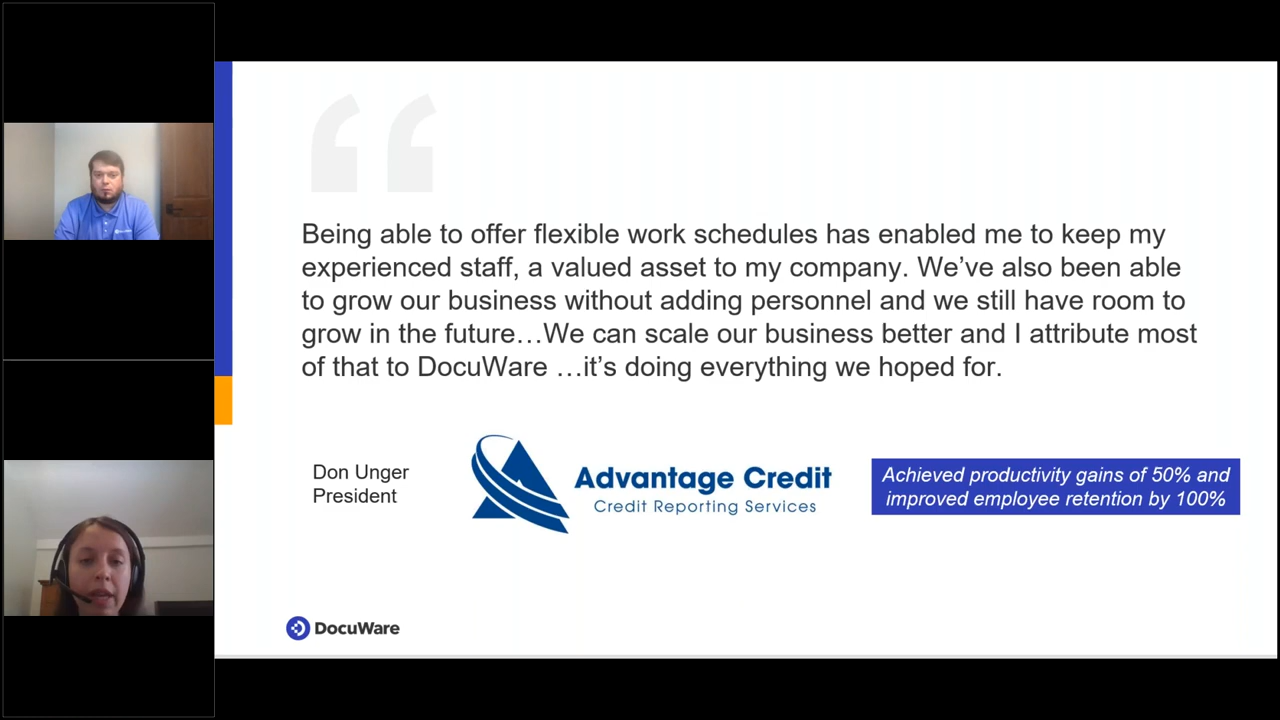 Being able to offer flexible work schedules has enabled me to keep my
experienced staff, a valued asset to my company. We’ve also been able
to grow our business without adding personnel and we still have room to
grow in the future…We can scale our business better and I attribute most
of that to DocuWare …it’s doing everything we hoped for.
Don Unger
President
Advantage Credit
Credit Reporting Services
Achieved productivity gains of 50% and
improved employee retention by 100%
DocuWare